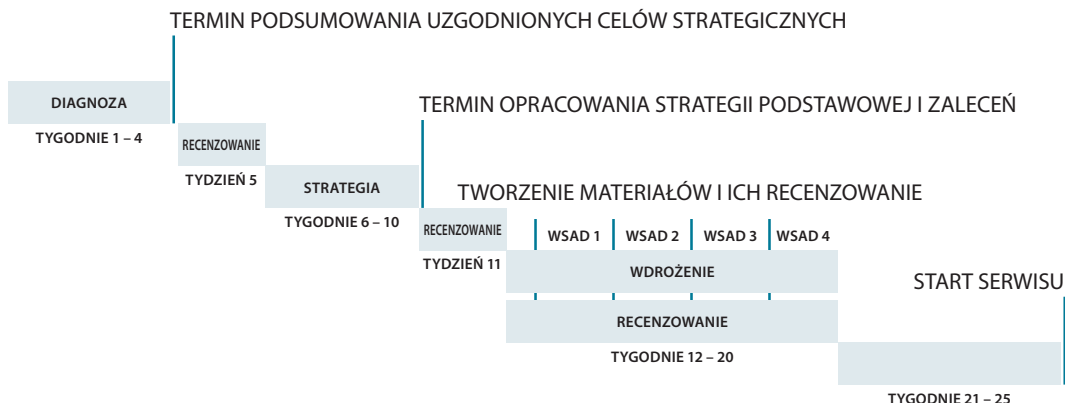 TERMIN PODSUMOWANIA UZGODNIONYCH CELÓW STRATEGICZNYCH
DIAGNOZA
TYGODNIE 1 – 4
TERMIN OPRACOWANIA STRATEGII PODSTAWOWEJ I ZALECEŃ
RECENZOWANIE
TYDZIEŃ 5
STRATEGIA
TYGODNIE 6 – 10
TWORZENIE MATERIAŁÓW I ICH RECENZOWANIE
RECENZOWANIE
TYDZIEŃ 11
WSAD 1
WSAD 2
WSAD 3
WSAD 4
WDROŻENIE
START SERWISU
RECENZOWANIE
TYGODNIE 12 – 20
TYGODNIE 21 – 25